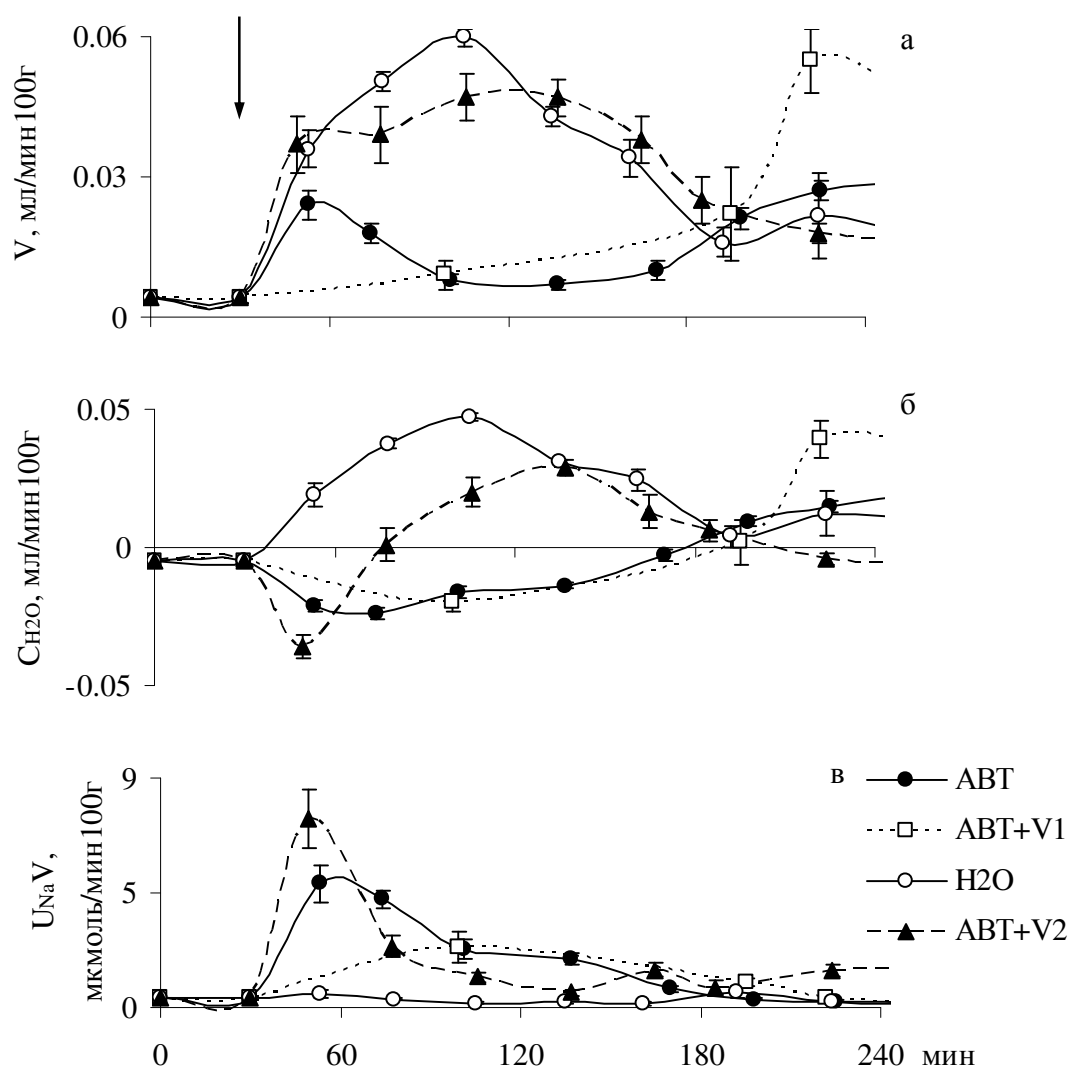 а
0.06
0.03
0
V, мл/мин100г
б
0.05
0
-0.05
CH2O, мл/мин100г
в
9
5
0
UNaV,
мкмоль/мин100г
АВТ
АВТ+V1
H2O
АВТ+V2
0 60 120 180 240 мин